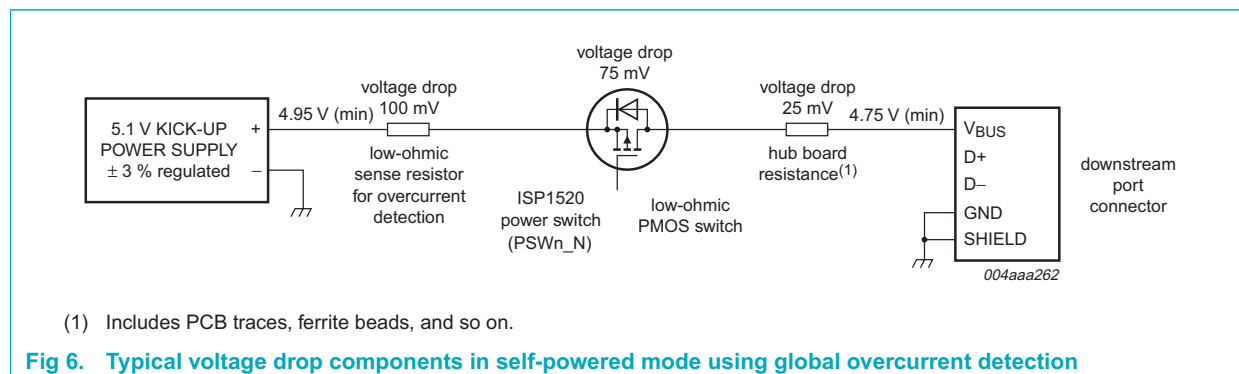 voltage drop
75 mV
voltage drop
100 mV
voltage drop
25 mV
4.95 V (min)
4.75 V (min)
5.1 V KICK-UP
POWER SUPPLY
± 3 % regulated
+
−
low-ohmic
sense resistor
for overcurrent
detection
ISP1520
power switch
(PSWn_N)
low-ohmic
PMOS switch
hub board
resistance(1)
VBUS
D+
D−
GND
SHIELD
downstream
port
connector
004aaa262
(1) Includes PCB traces, ferrite beads, and so on.
Fig 6. Typical voltage drop components in self-powered mode using global overcurrent detection